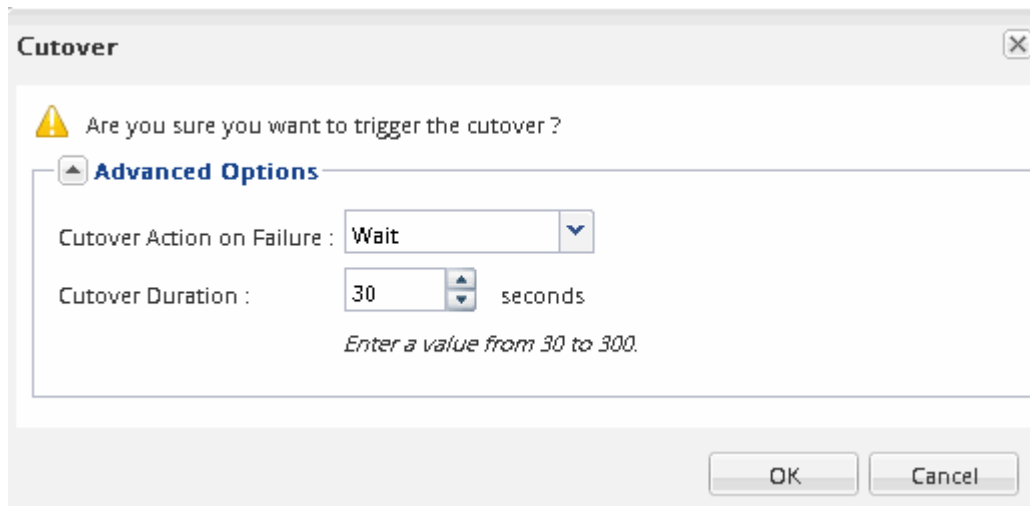 Cutover
Are you sure you want to trigger the cutover ?
Advanced Options
Cutover Action on Failure : Wait
Cutover Duration : 30 seconds
Enter a value from 30 to 300.
OK Cancel